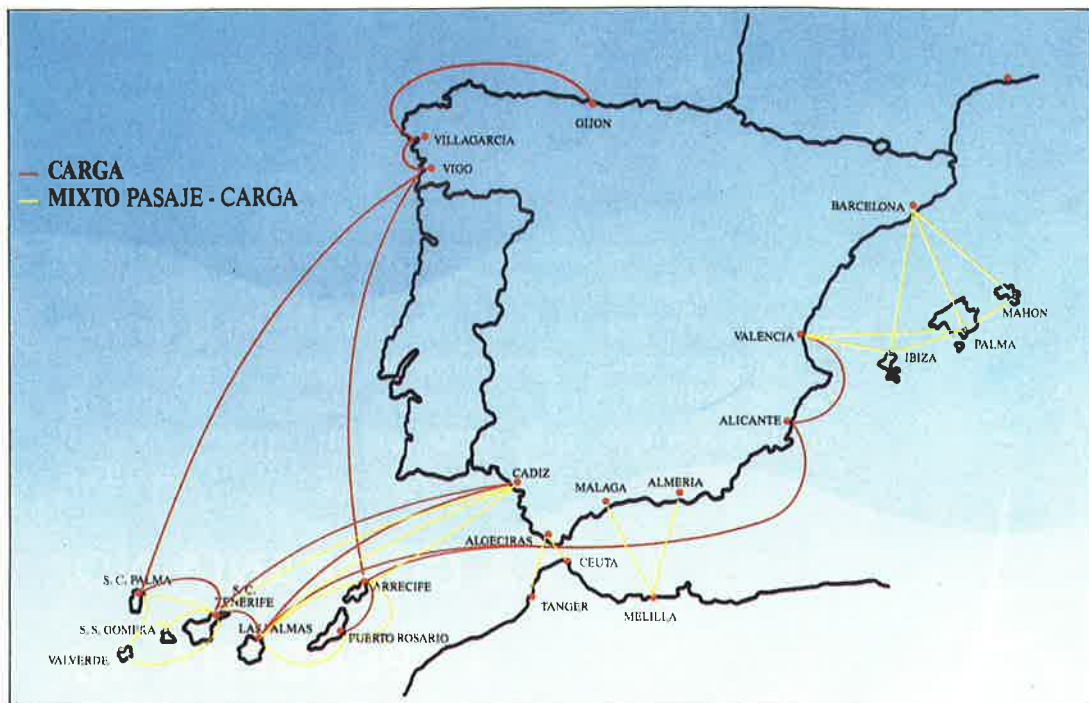 GIJON
VILLAGARCIA
VIGO
CARGA
MIXTO PASAJE - CARGA
BARCELONA
MAHON
VALENCIA
PALMA
IBIZA
ALICANTE
CADIZ
MALAGA
ALMERIA
ALGECIRAS
CEUTA
S. C. PALMA
S. C.
TENERIFE
ARRECIFE
TANGER
MELILLA
S. S. GOMERA
LAS PALMAS
PUERTO ROSARIO
VALVERDE